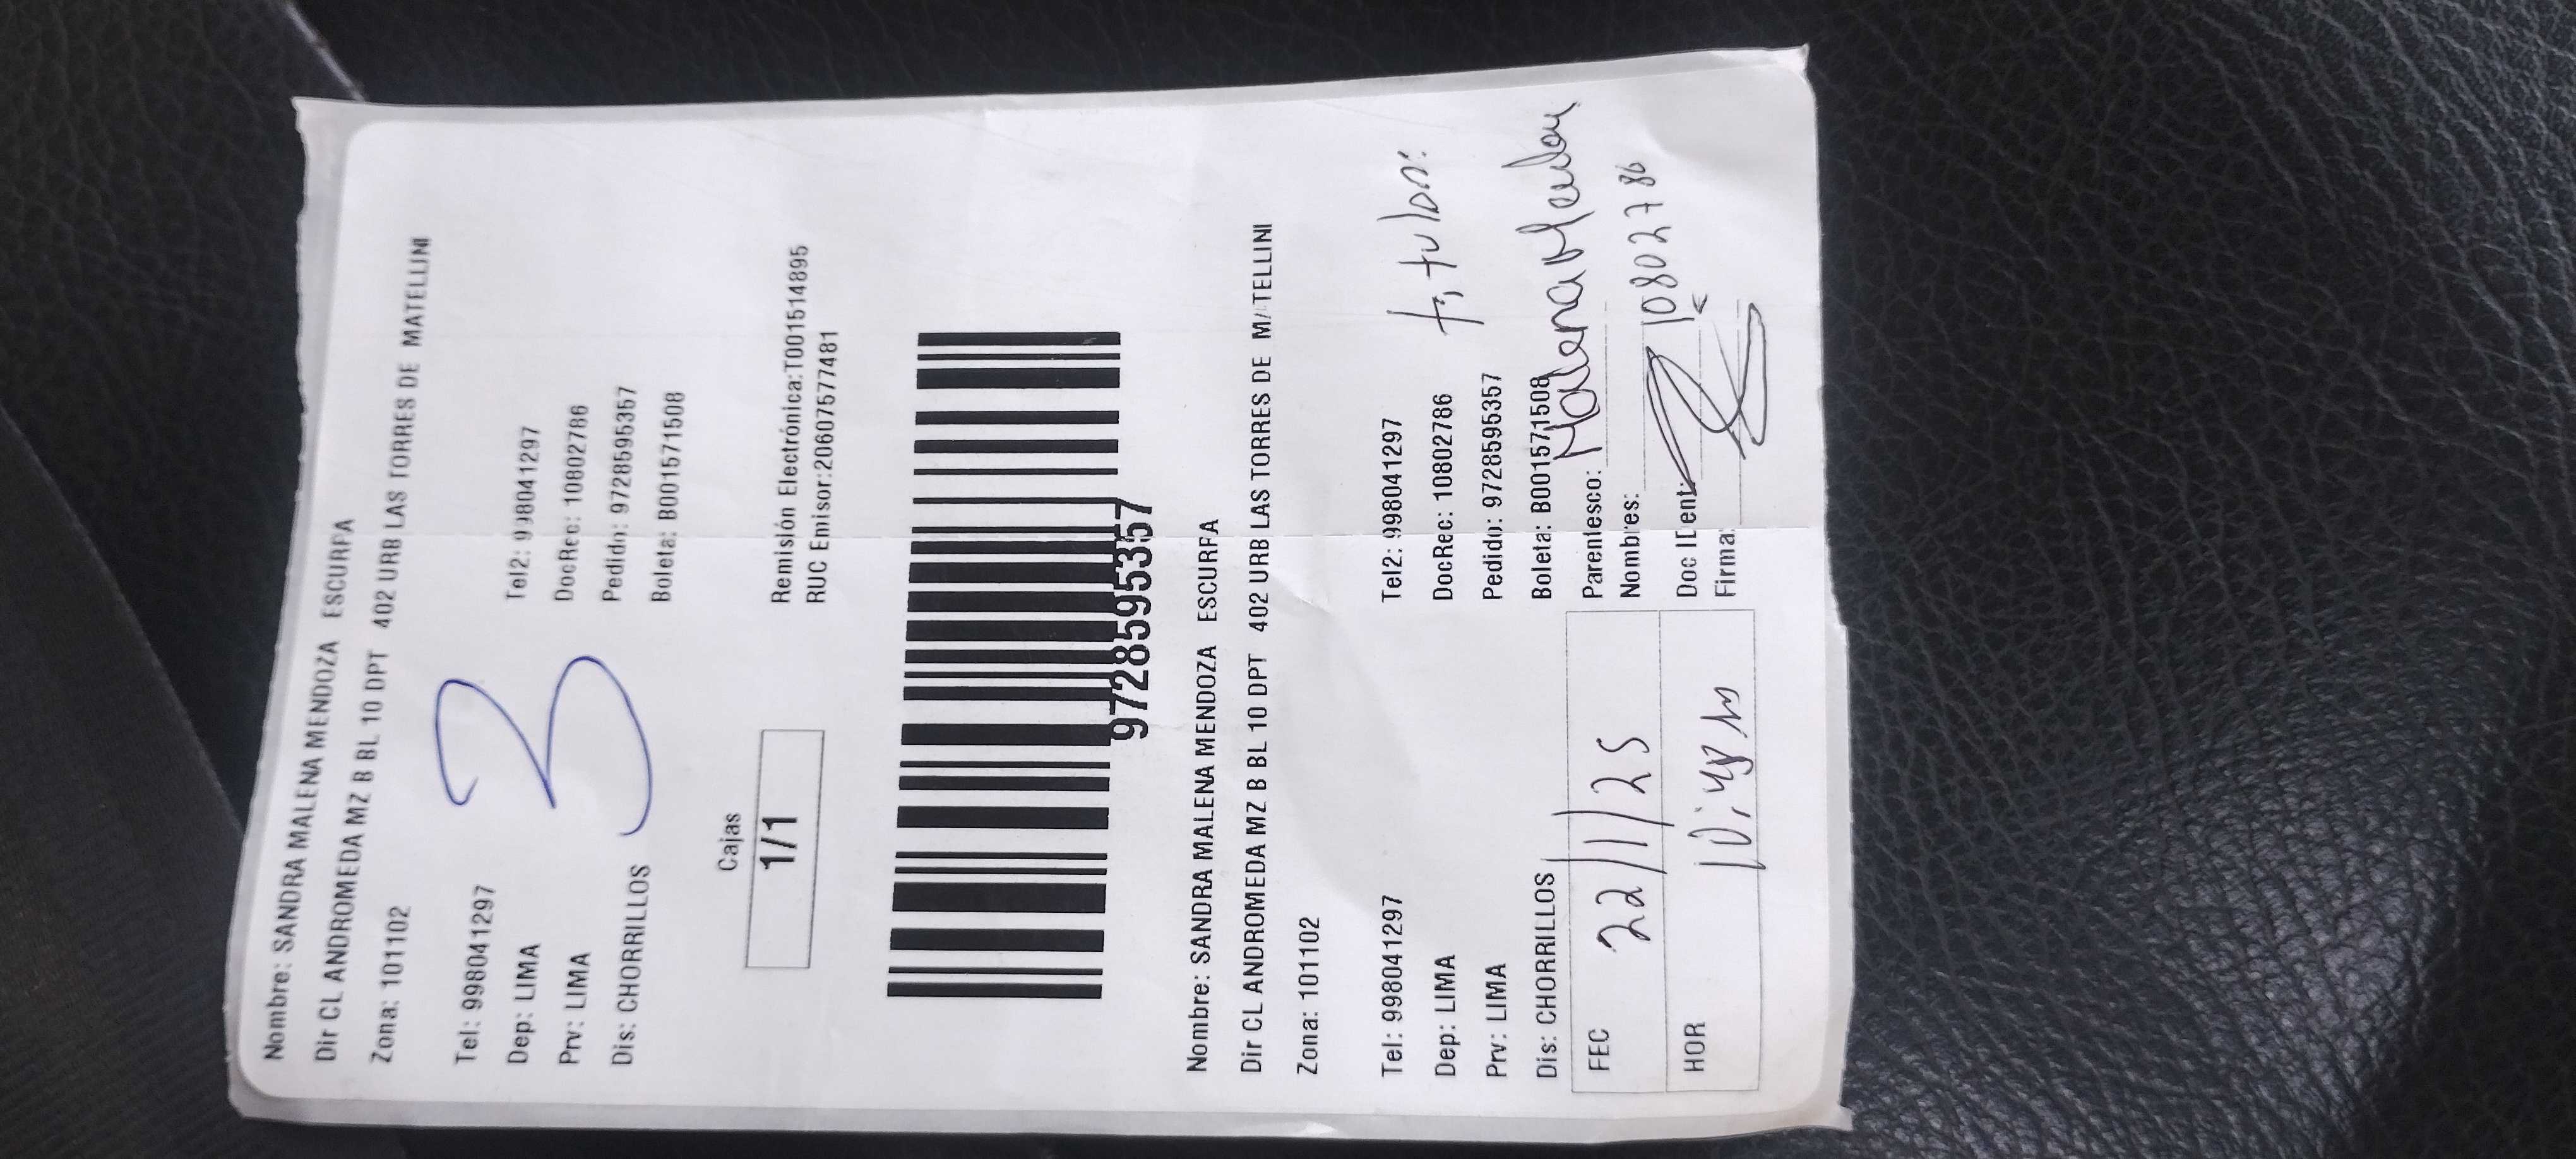 Nombre: SANDRA MALENA MENDOZA ESCURFA
Dir CL ANDROMEDA MZ B BL 10 DPT 402 URB LAS TORRES DE MATELLINI
Zona: 101102
Tel: 998041297 Tel2: 998041297
Dep: LIMA DocRec: 10802786
Prv: LIMA Pedido: 9728595357
Dis: CHORRILLOS Boleta: B001571508
3
Cajas
1/1
Remisión Electrónica:T001514895
RUC Emisor:20607577481
9728595357
Nombre: SANDRA MALENA MENDOZA ESCURFA
Dir CL ANDROMEDA MZ B BL 10 DPT 402 URB LAS TORRES DE MATELLINI
Zona: 101102
Tel: 998041297 Tel2: 998041297
Dep: LIMA DocRec: 10802786
Prv: LIMA Pedido: 9728595357
Dis: CHORRILLOS Boleta: B001571508
FEC 22/11/25 Parentesco: Malena Mendoza
Nombres: 10802786
HOR Doc IDent:
Firma: